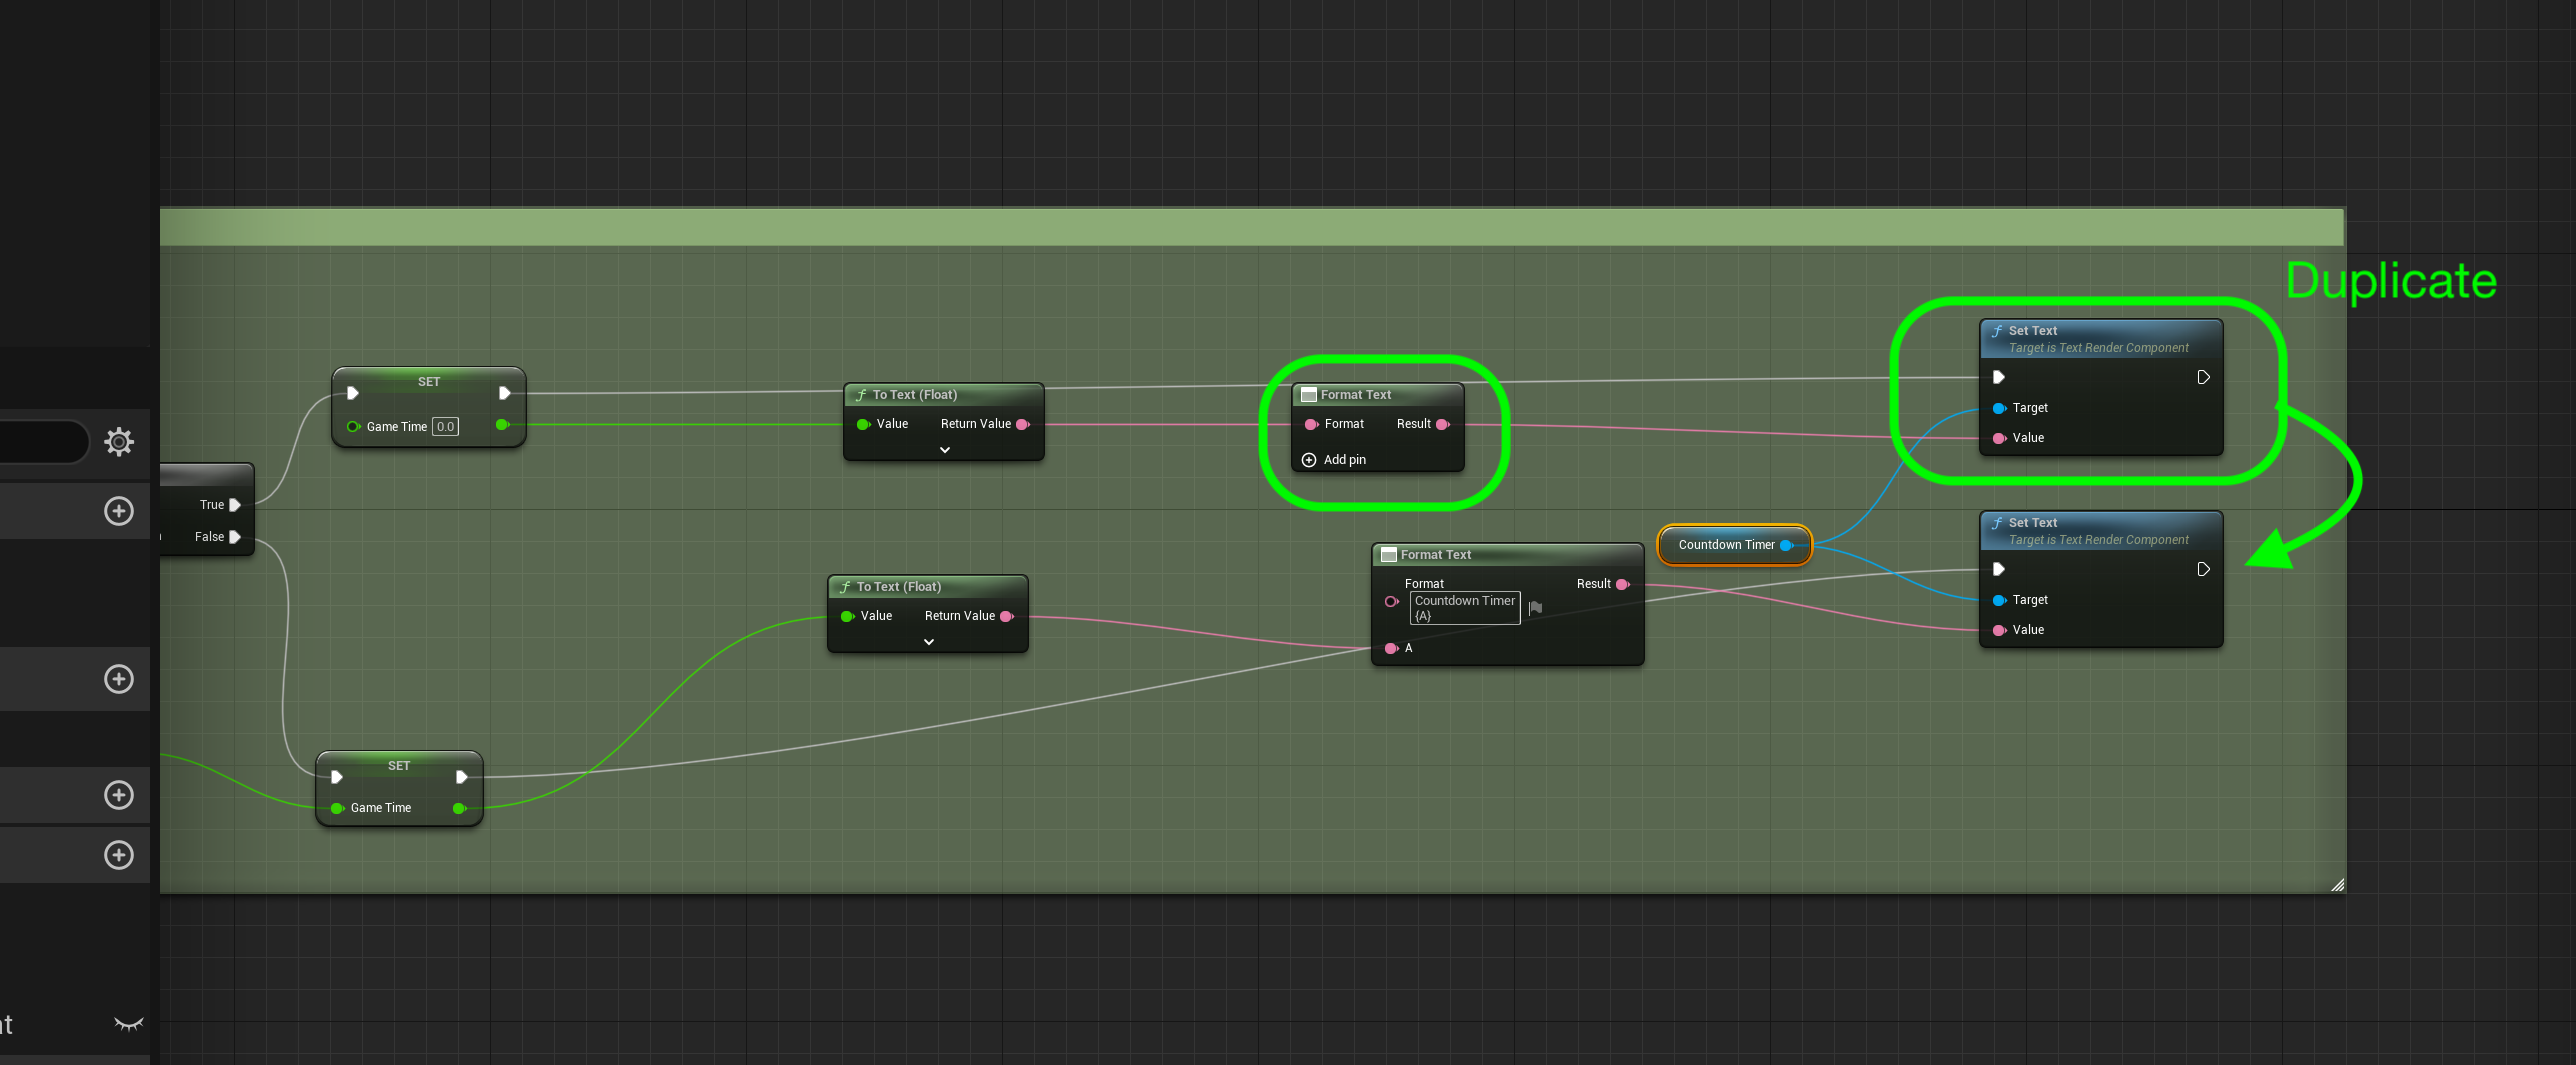 Duplicate
Set Text
Target is Text Render Component
SET
To Text (Float)
Format Text
Target
Game Time 0.0
Value Return Value
Format Result
Value
Add pin
True
False
Set Text
Target is Text Render Component
Countdown Timer
Format Text
To Text (Float)
Format Result
Countdown Timer
{A}
Target
Value Return Value
Value
A
SET
Game Time
at